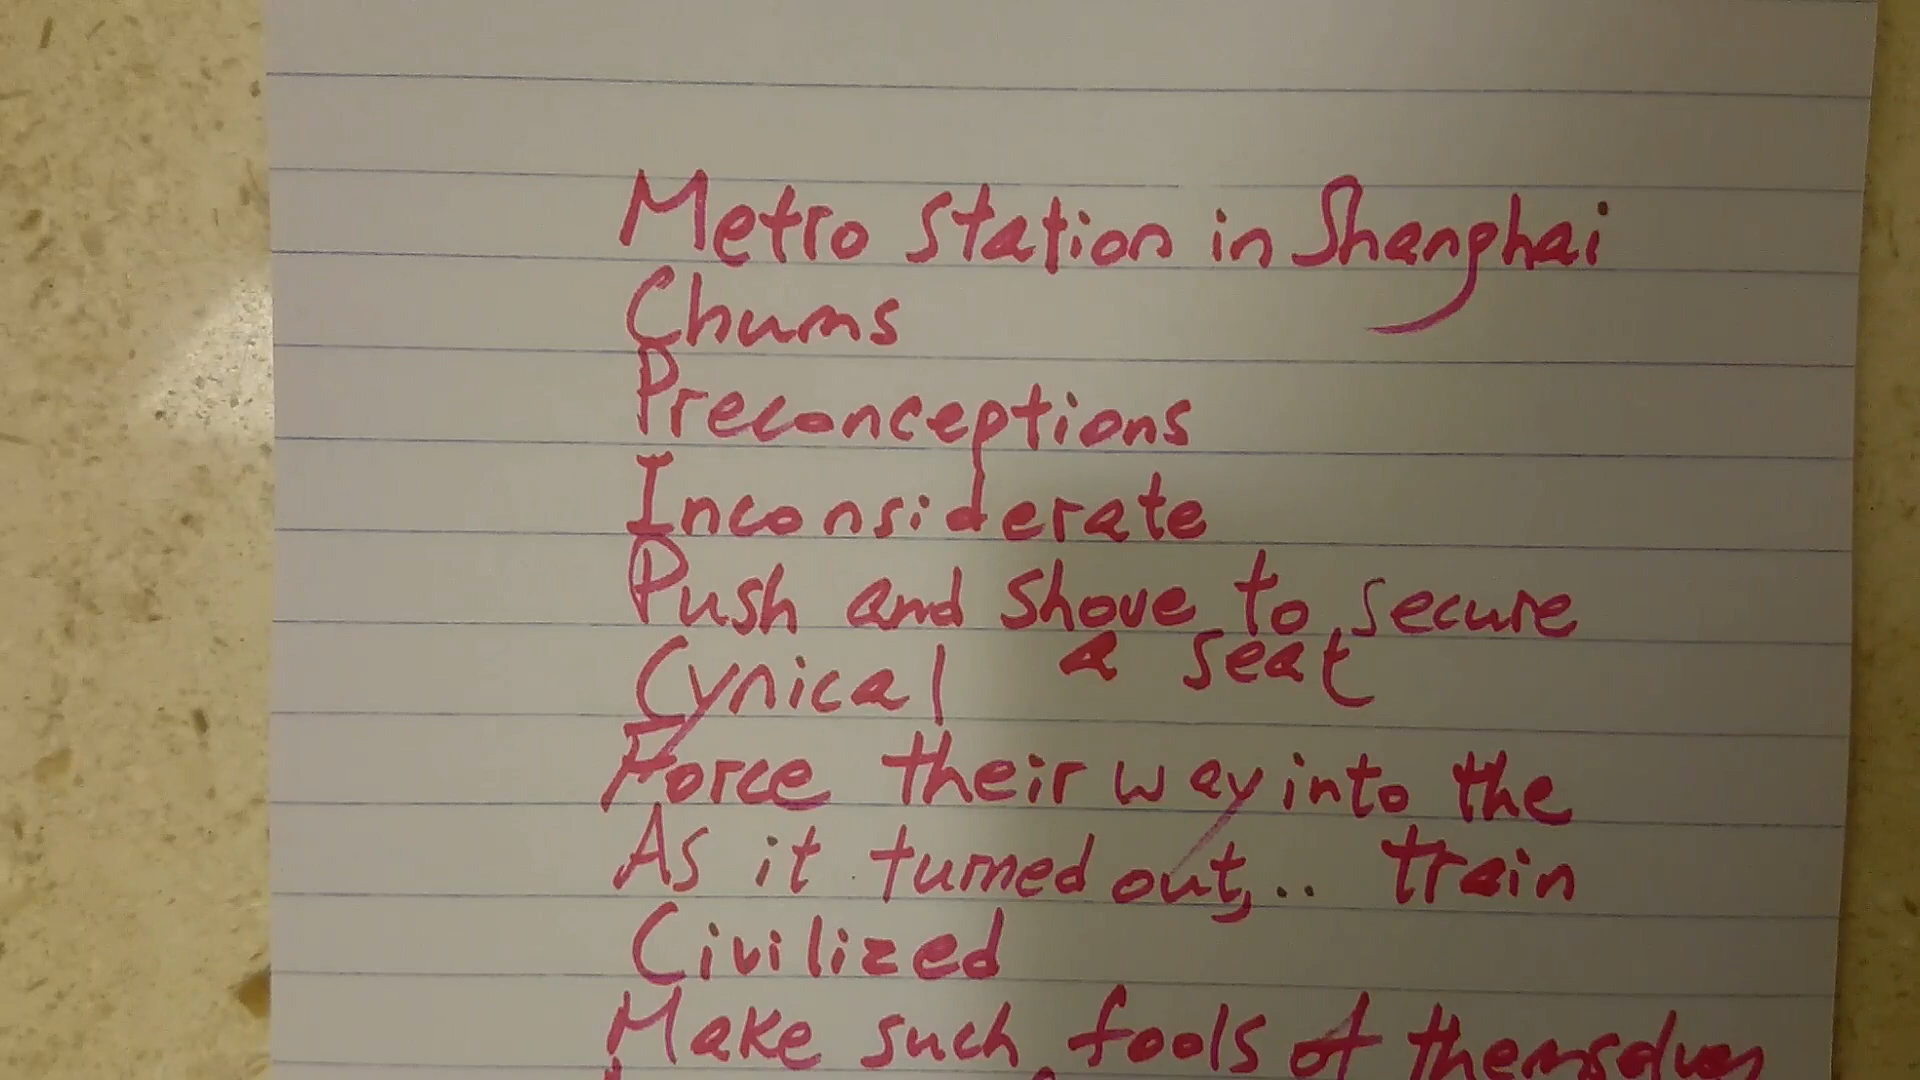 Metro Station in Shanghai
Chums
Preconceptions
Inconsiderate
Push and shove to secure
a seat
Cynical
Force their way into the
train
As it turned out,...
Civilized
Make such fools of themselves